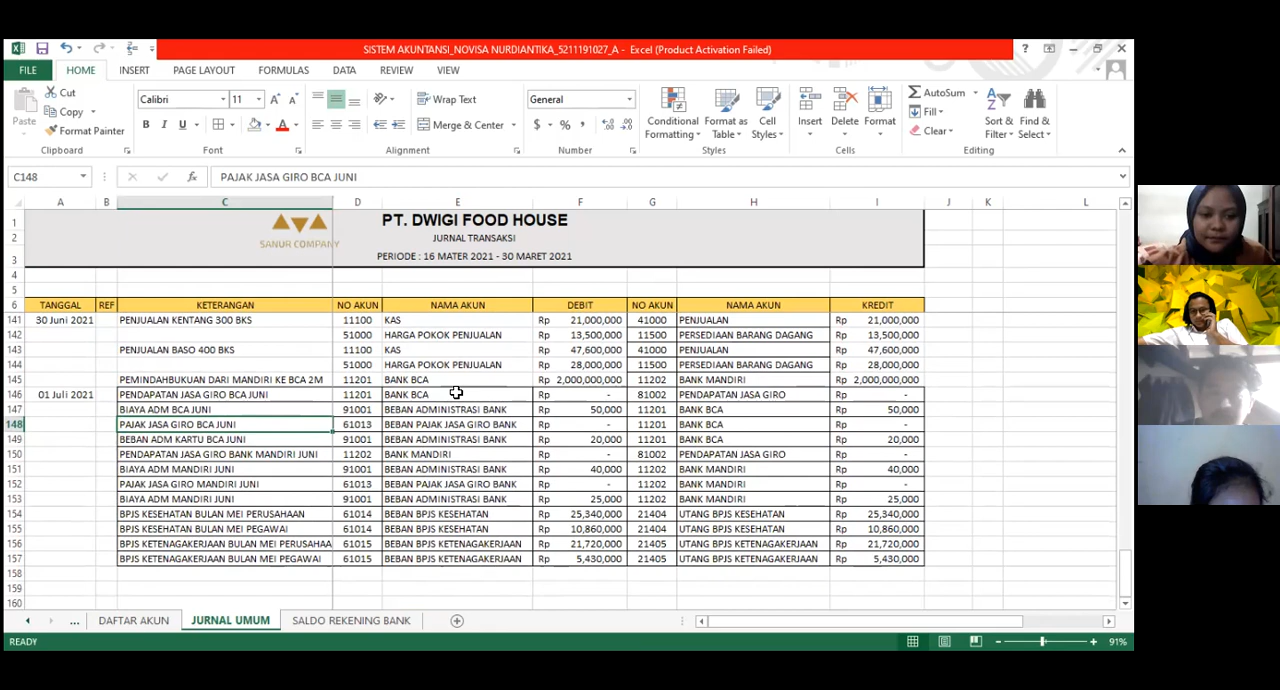 SISTEM AKUNTANSI_NOVISA NURDIANTIKA_5211191027_A - Excel (Product Activation Failed)
FILE HOME INSERT PAGE LAYOUT FORMULAS DATA REVIEW VIEW
Paste Cut Copy Format Painter Clipboard
Calibri 11 B I U Font
Wrap Text Merge & Center Alignment
General $ % Number
Conditional Formatting Format as Table Cell Styles Styles
Insert Delete Format Cells
AutoSum Fill Clear Sort & Filter Find & Select Editing
C148 fx PAJAK JASA GIRO BCA JUNI
A B C D E F G H I J K L
1 PT. DWIGI FOOD HOUSE
2 JURNAL TRANSAKSI
SANUR COMPANY
3 PERIODE : 16 MATER 2021 - 30 MARET 2021
4
5
6 TANGGAL REF KETERANGAN NO AKUN NAMA AKUN DEBIT NO AKUN NAMA AKUN KREDIT
141 30 Juni 2021 PENJUALAN KENTANG 300 BKS 11100 KAS Rp 21,000,000 41000 PENJUALAN Rp 21,000,000
142 51000 HARGA POKOK PENJUALAN Rp 13,500,000 11500 PERSEDIAAN BARANG DAGANG Rp 13,500,000
143 PENJUALAN BASO 400 BKS 11100 KAS Rp 47,600,000 41000 PENJUALAN Rp 47,600,000
144 51000 HARGA POKOK PENJUALAN Rp 28,000,000 11500 PERSEDIAAN BARANG DAGANG Rp 28,000,000
145 PEMINDAHBUKUAN DARI MANDIRI KE BCA 2M 11201 BANK BCA Rp 2,000,000,000 11202 BANK MANDIRI Rp 2,000,000,000
146 01 Juli 2021 PENDAPATAN JASA GIRO BCA JUNI 11201 BANK BCA Rp - 81002 PENDAPATAN JASA GIRO Rp -
147 BIAYA ADM BCA JUNI 91001 BEBAN ADMINISTRASI BANK Rp 50,000 11201 BANK BCA Rp 50,000
148 PAJAK JASA GIRO BCA JUNI 61013 BEBAN PAJAK JASA GIRO BANK Rp - 11201 BANK BCA Rp -
149 BEBAN ADM KARTU BCA JUNI 91001 BEBAN ADMINISTRASI BANK Rp 20,000 11201 BANK BCA Rp 20,000
150 PENDAPATAN JASA GIRO BANK MANDIRI JUNI 11202 BANK MANDIRI Rp - 81002 PENDAPATAN JASA GIRO Rp -
151 BIAYA ADM MANDIRI JUNI 91001 BEBAN ADMINISTRASI BANK Rp 40,000 11202 BANK MANDIRI Rp 40,000
152 PAJAK JASA GIRO MANDIRI JUNI 61013 BEBAN PAJAK JASA GIRO BANK Rp - 11202 BANK MANDIRI Rp -
153 BIAYA ADM MANDIRI JUNI 91001 BEBAN ADMINISTRASI BANK Rp 25,000 11202 BANK MANDIRI Rp 25,000
154 BPJS KESEHATAN BULAN MEI PERUSAHAAN 61014 BEBAN BPJS KESEHATAN Rp 25,340,000 21404 UTANG BPJS KESEHATAN Rp 25,340,000
155 BPJS KESEHATAN BULAN MEI PEGAWAI 61014 BEBAN BPJS KESEHATAN Rp 10,860,000 21404 UTANG BPJS KESEHATAN Rp 10,860,000
156 BPJS KETENAGAKERJAAN BULAN MEI PERUSAHAA 61015 BEBAN BPJS KETENAGAKERJAAN Rp 21,720,000 21405 UTANG BPJS KETENAGAKERJAAN Rp 21,720,000
157 BPJS KETENAGAKERJAAN BULAN MEI PEGAWAI 61015 BEBAN BPJS KETENAGAKERJAAN Rp 5,430,000 21405 UTANG BPJS KETENAGAKERJAAN Rp 5,430,000
158
159
160
... DAFTAR AKUN JURNAL UMUM SALDO REKENING BANK
READY 91%